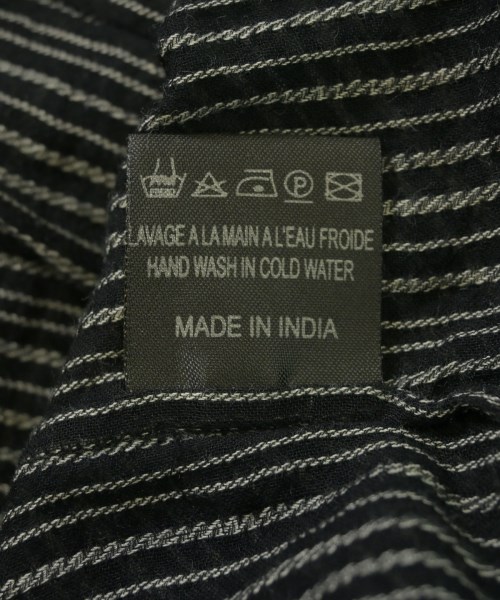 P
LAVAGE A LA MAIN A L'EAU FROIDE
HAND WASH IN COLD WATER
MADE IN INDIA